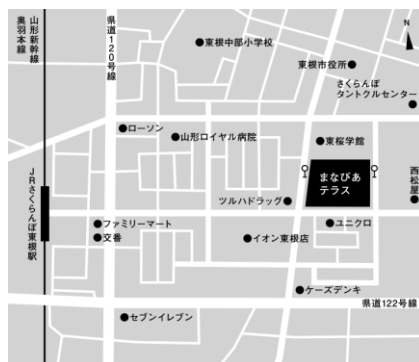 山形新幹線
奥羽本線
県道120号線
N
東根中部小学校
東根市役所
さくらんぼ
タントクルセンター
ローソン
山形ロイヤル病院
東桜学館
まなびあ
テラス
西松屋
JRさくらんぼ東根駅
ツルハドラッグ
ファミリーマート
交番
ユニクロ
イオン東根店
ケーズデンキ
県道122号線
セブンイレブン